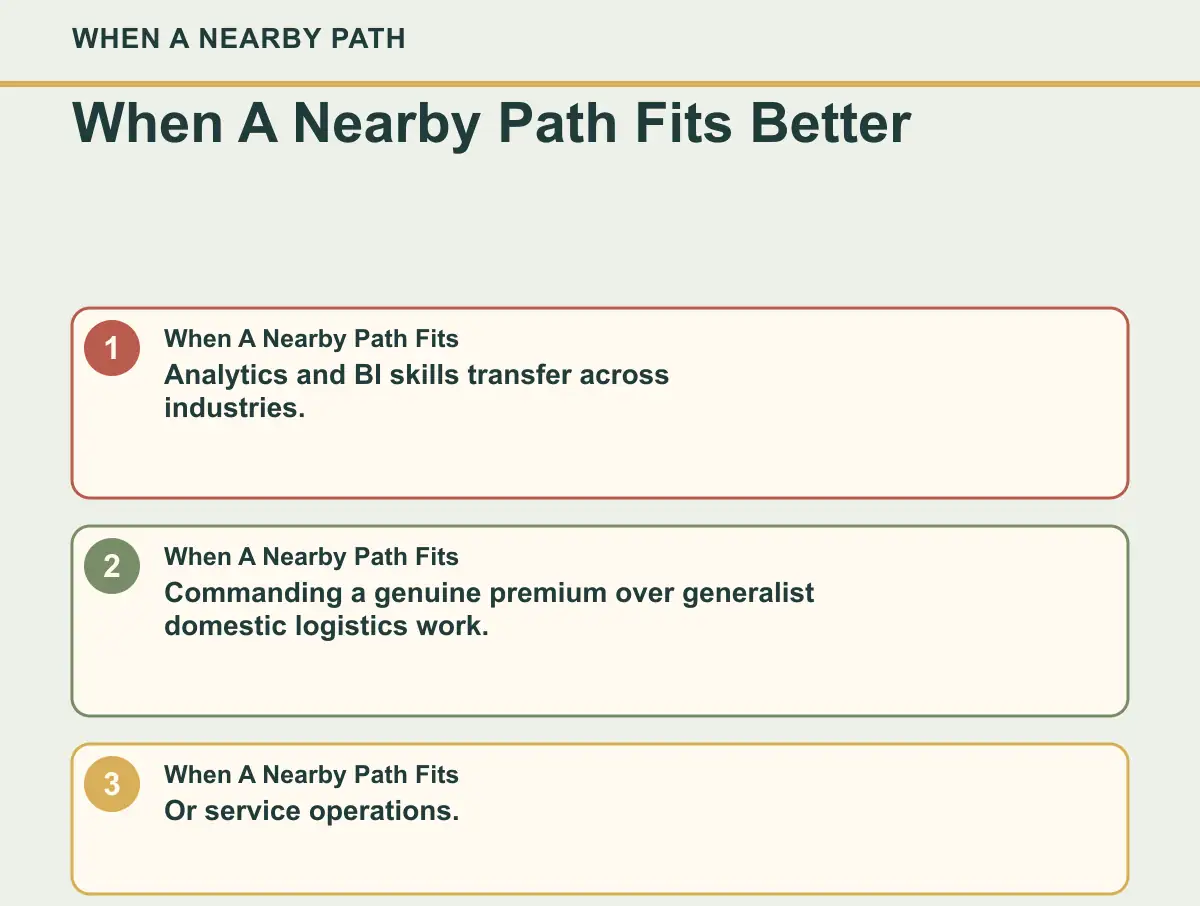 WHEN A NEARBY PATH
When A Nearby Path Fits Better
1
When A Nearby Path Fits
Analytics and BI skills transfer across
industries.
2
When A Nearby Path Fits
Commanding a genuine premium over generalist
domestic logistics work.
3
When A Nearby Path Fits
Or service operations.